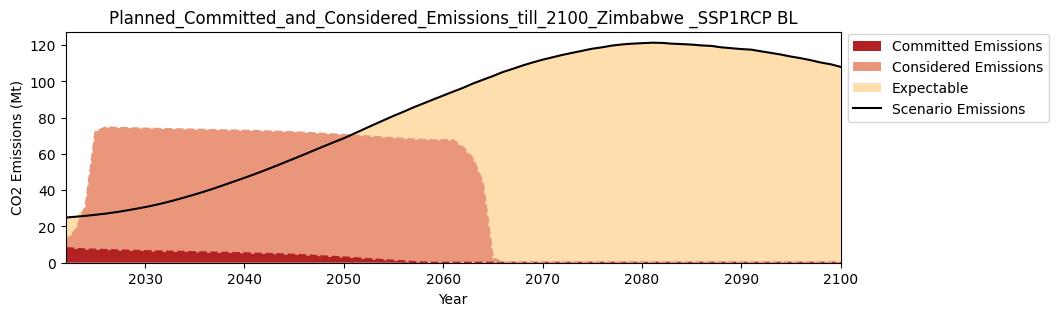 Planned_Committed_and_Considered_Emissions_till_2100_Zimbabwe _SSP1RCP BL
120
100
80
60
40
20
0
CO2 Emissions (Mt)
2030
2040
2050
2060
2070
2080
2090
2100
Year
Committed Emissions
Considered Emissions
Expectable
Scenario Emissions